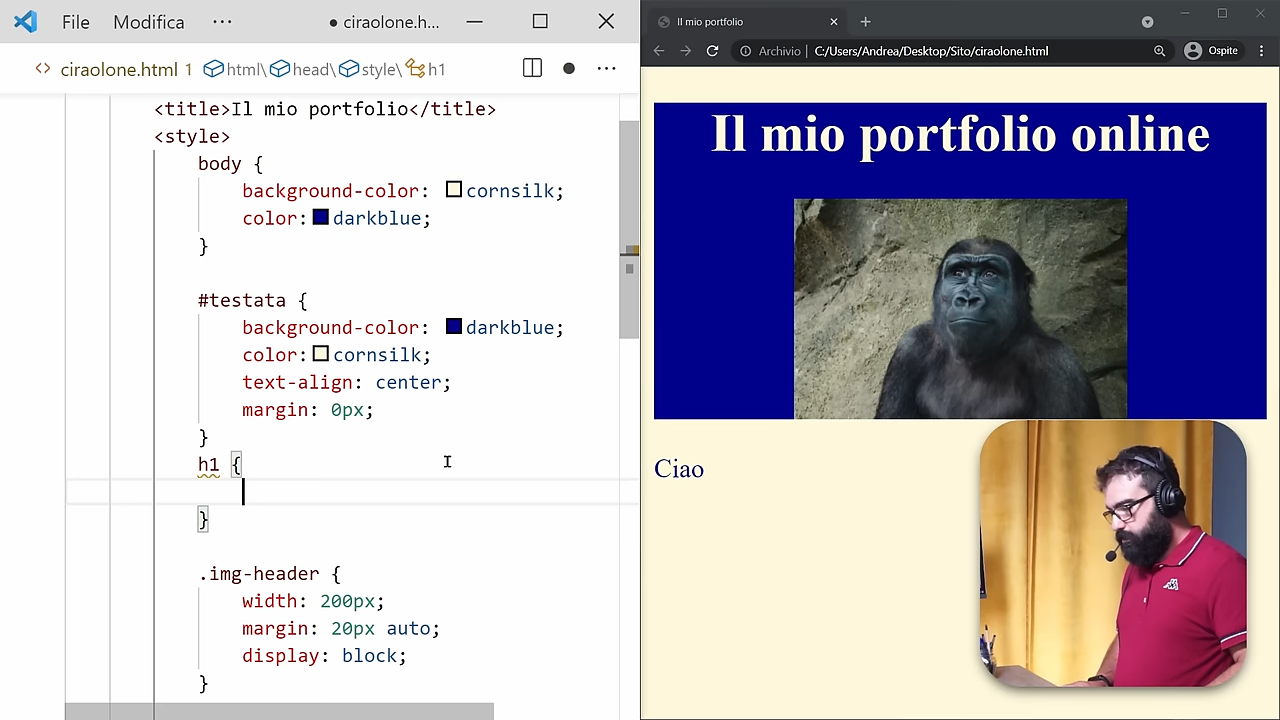 File Modifica ··· ● ciraolone.h...
ciraolone.html 1 html\ head\ style\ h1 ···
<title>Il mio portfolio</title>
<style>
body {
background-color: cornsilk;
color: darkblue;
}
#testata {
background-color: darkblue;
color: cornsilk;
text-align: center;
margin: 0px;
}
h1 {
}
.img-header {
width: 200px;
margin: 20px auto;
display: block;
}
Il mio portfolio
Archivio | C:/Users/Andrea/Desktop/Sito/ciraolone.html Ospite
Il mio portfolio online
Ciao